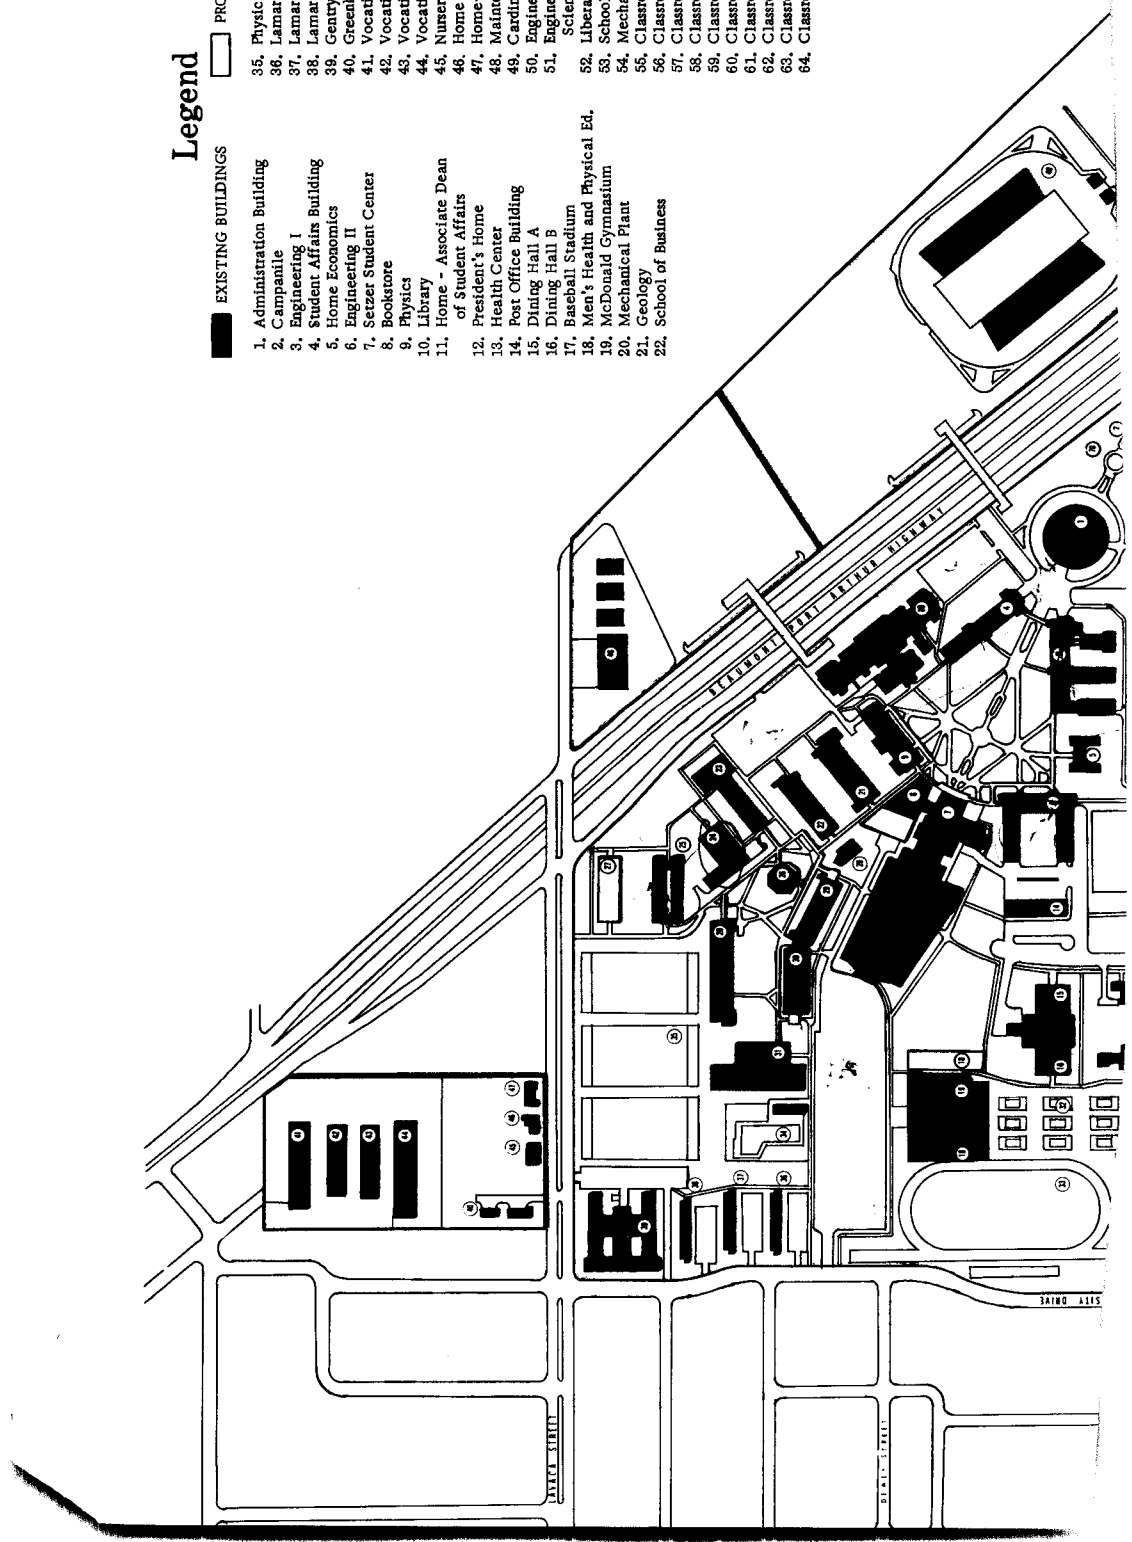 Legend
EXISTING BUILDINGS
PRO
1. Administration Building
2. Campanile
3. Engineering I
4. Student Affairs Building
5. Home Economics
6. Engineering II
7. Setzer Student Center
8. Bookstore
9. Physics
10. Library
11. Home - Associate Dean
of Student Affairs
12. President's Home
13. Health Center
14. Post Office Building
15. Dining Hall A
16. Dining Hall B
17. Baseball Stadium
18. Men's Health and Physical Ed.
19. McDonald Gymnasium
20. Mechanical Plant
21. Geology
22. School of Business
35. Physic
36. Lamar
37. Lamar
38. Lamar
39. Gentry
40. Green
41. Vocati
42. Vocati
43. Vocati
44. Vocati
45. Nurser
46. Home
47. Home
48. Mainte
49. Cardin
50. Engine
51. Engine
Scien
52. Libera
53. School
54. Mecha
55. Classr
56. Classr
57. Classr
58. Classr
59. Classr
60. Classr
61. Classr
62. Classr
63. Classr
64. Classr
BEAUMONT PORT ARTHUR HIGHWAY
LASACA STREET
DEWEY STREET
SITY DRIVE